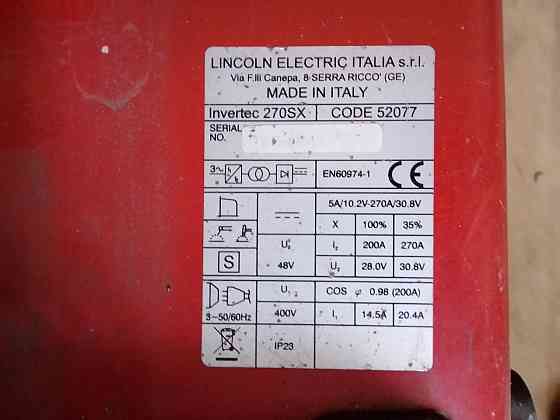 LINCOLN ELECTRIC ITALIA s.r.l.
Via F.lli Canepa, 8 SERRA RICCO' (GE)
MADE IN ITALY
Invertec 270SX CODE 52077
SERIAL
NO.
3~ EN60974-1 CE
5A/10.2V-270A/30.8V
X 100% 35%
U₀ I₂ 200A 270A
S 48V U₂ 28.0V 30.8V
U₁ COS φ 0.98 (200A)
3~50/60Hz 400V I₁ 14.5A 20.4A
IP23